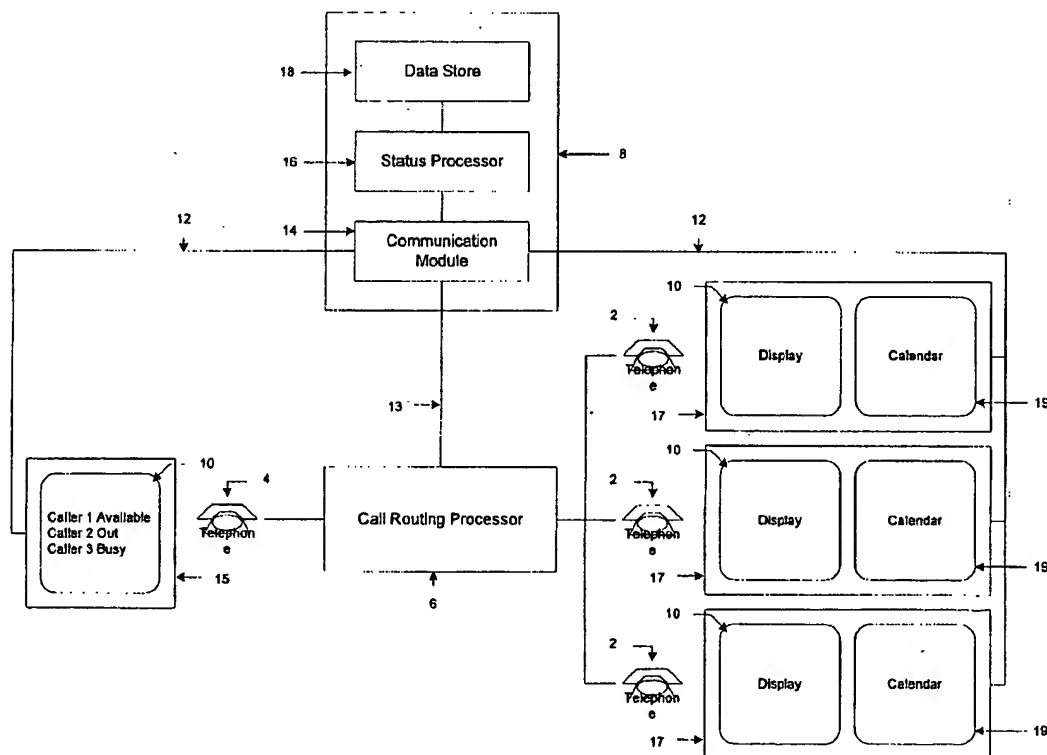 18
Data Store
16
Status Processor
8
12
14
Communication
Module
12
10
2
Display
Calendar
Telephon
e
17
19
13
10
4
10
2
Caller 1 Available
Caller 2 Out
Caller 3 Busy
Telephon
e
Call Routing Processor
Telephon
e
Display
Calendar
15
6
17
19
10
2
Display
Calendar
Telephon
e
17
19